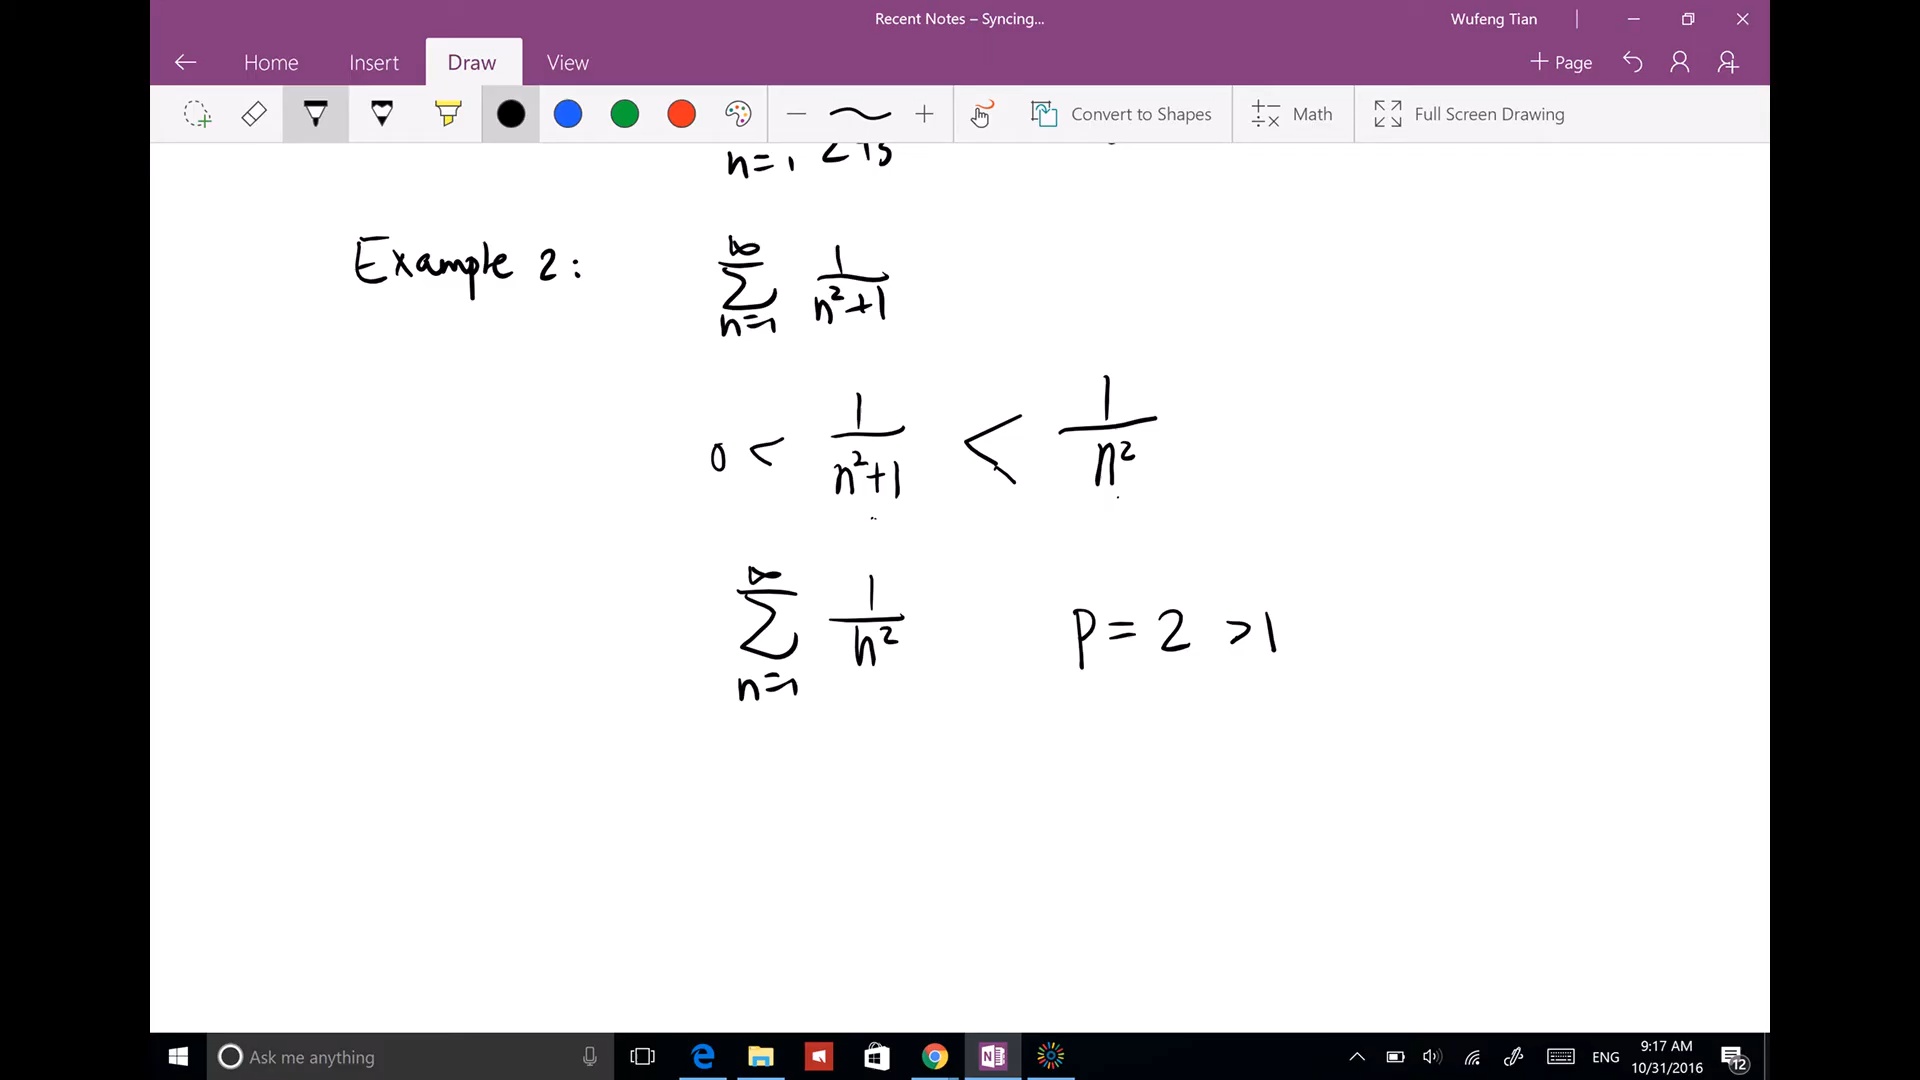 Recent Notes – Syncing...
Wufeng Tian
Home Insert Draw View
Page
Convert to Shapes Math Full Screen Drawing
n=1
Example 2: ∞ Σ n=1 1/(n²+1)
0 < 1/(n²+1) < 1/n²
∞ Σ n=1 1/n² p = 2 > 1
Ask me anything
ENG
9:17 AM
10/31/2016
12